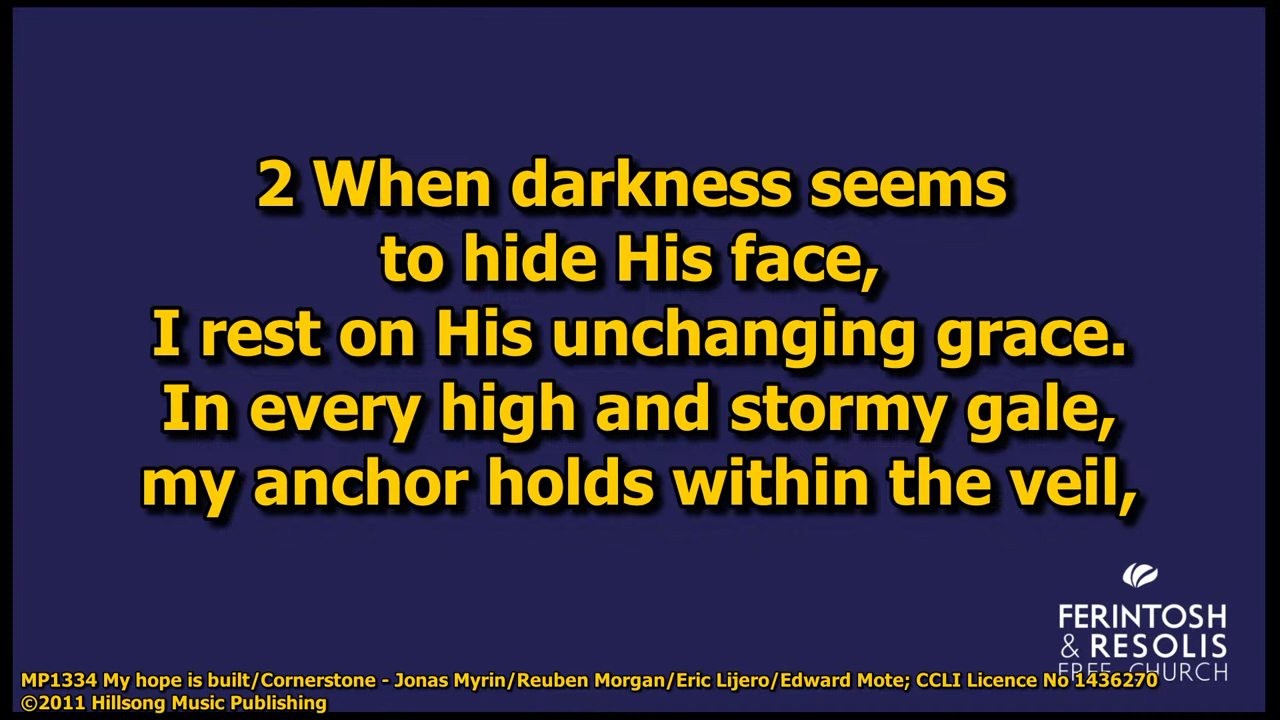 2 When darkness seems
to hide His face,
I rest on His unchanging grace.
In every high and stormy gale,
my anchor holds within the veil,
FERINTOSH
& RESOLIS
FREE CHURCH
MP1334 My hope is built/Cornerstone - Jonas Myrin/Reuben Morgan/Eric Lijero/Edward Mote; CCLI Licence No 1436270
©2011 Hillsong Music Publishing